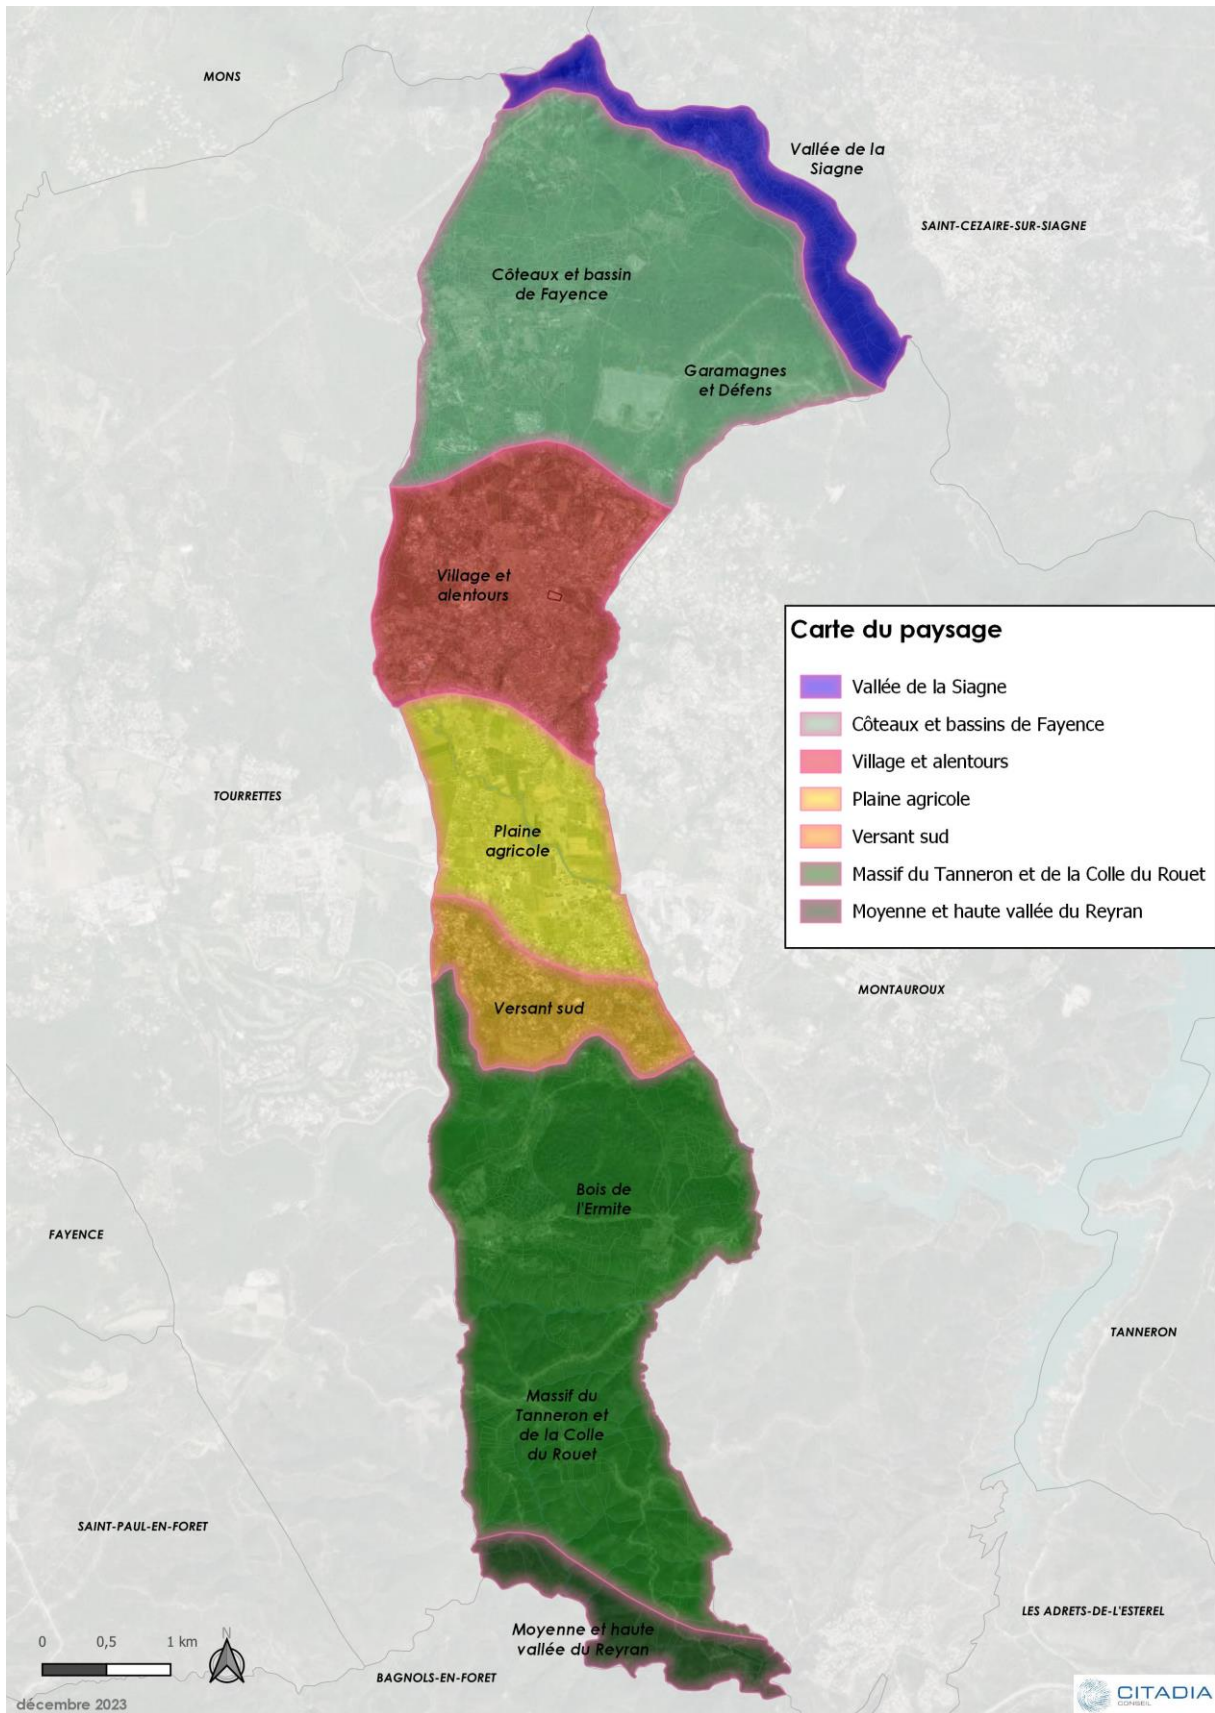 MONS
Vallée de la
Siagne
SAINT-CEZAIRE-SUR-SIAGNE
Côteaux et bassin
de Fayence
Garamagnes
et Défens
Village et
alentours
Carte du paysage
Vallée de la Siagne
Côteaux et bassins de Fayence
Village et alentours
Plaine agricole
Versant sud
Massif du Tanneron et de la Colle du Rouet
Moyenne et haute vallée du Reyran
TOURRETTES
Plaine
agricole
MONTAUROUX
Versant sud
Bois de
l'Ermite
FAYENCE
TANNERON
Massif du
Tanneron et
de la Colle
du Rouet
SAINT-PAUL-EN-FORET
LES ADRETS-DE-L'ESTEREL
Moyenne et haute
vallée du Reyran
0 0,5 1 km
N
BAGNOLS-EN-FORET
décembre 2023
CITADIA
CONSEIL